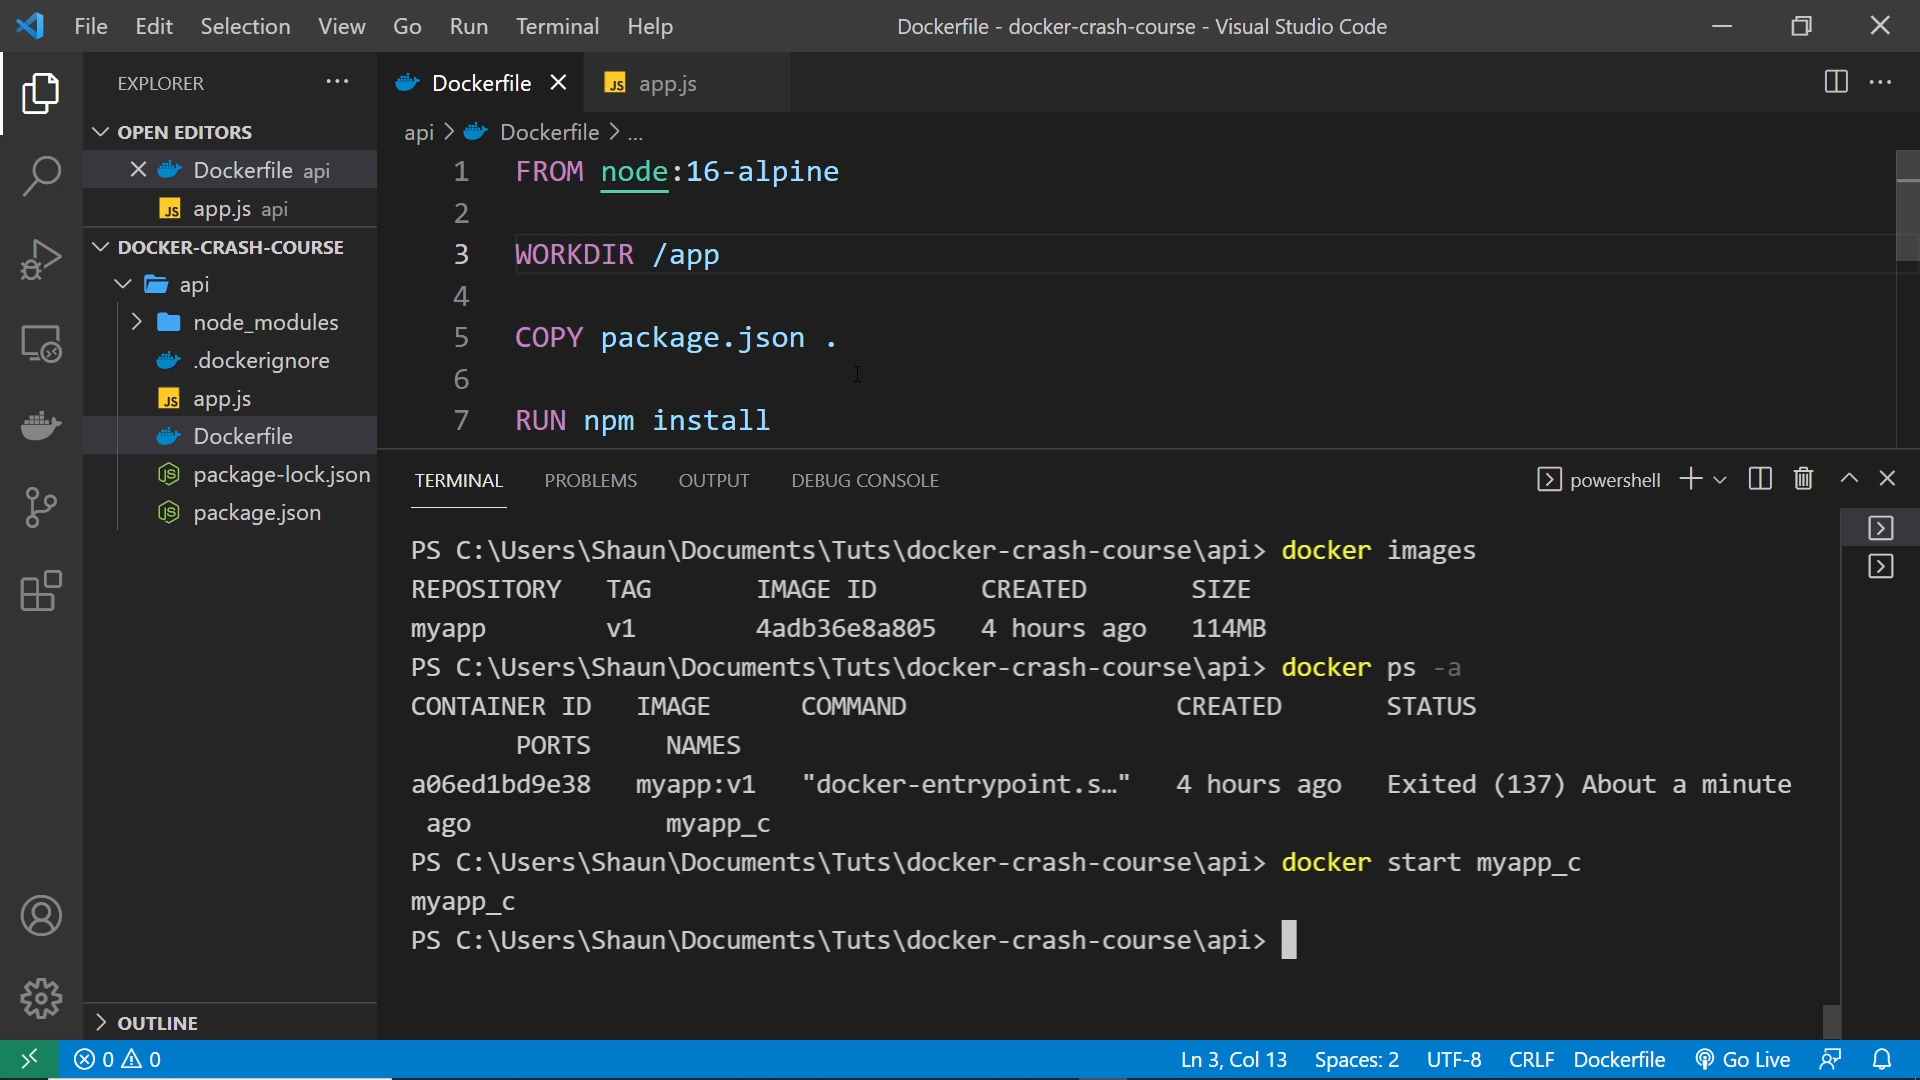 File Edit Selection View Go Run Terminal Help Dockerfile - docker-crash-course - Visual Studio Code
EXPLORER
OPEN EDITORS
Dockerfile api
JS app.js api
DOCKER-CRASH-COURSE
api
node_modules
.dockerignore
JS app.js
Dockerfile
package-lock.json
package.json
OUTLINE
Dockerfile JS app.js
api > Dockerfile > ...
1 FROM node:16-alpine
2
3 WORKDIR /app
4
5 COPY package.json .
6
7 RUN npm install
TERMINAL PROBLEMS OUTPUT DEBUG CONSOLE powershell
PS C:\Users\Shaun\Documents\Tuts\docker-crash-course\api> docker images
REPOSITORY TAG IMAGE ID CREATED SIZE
myapp v1 4adb36e8a805 4 hours ago 114MB
PS C:\Users\Shaun\Documents\Tuts\docker-crash-course\api> docker ps -a
CONTAINER ID IMAGE COMMAND CREATED STATUS
PORTS NAMES
a06ed1bd9e38 myapp:v1 "docker-entrypoint.s…" 4 hours ago Exited (137) About a minute
ago myapp_c
PS C:\Users\Shaun\Documents\Tuts\docker-crash-course\api> docker start myapp_c
myapp_c
PS C:\Users\Shaun\Documents\Tuts\docker-crash-course\api>
0 0 Ln 3, Col 13 Spaces: 2 UTF-8 CRLF Dockerfile Go Live